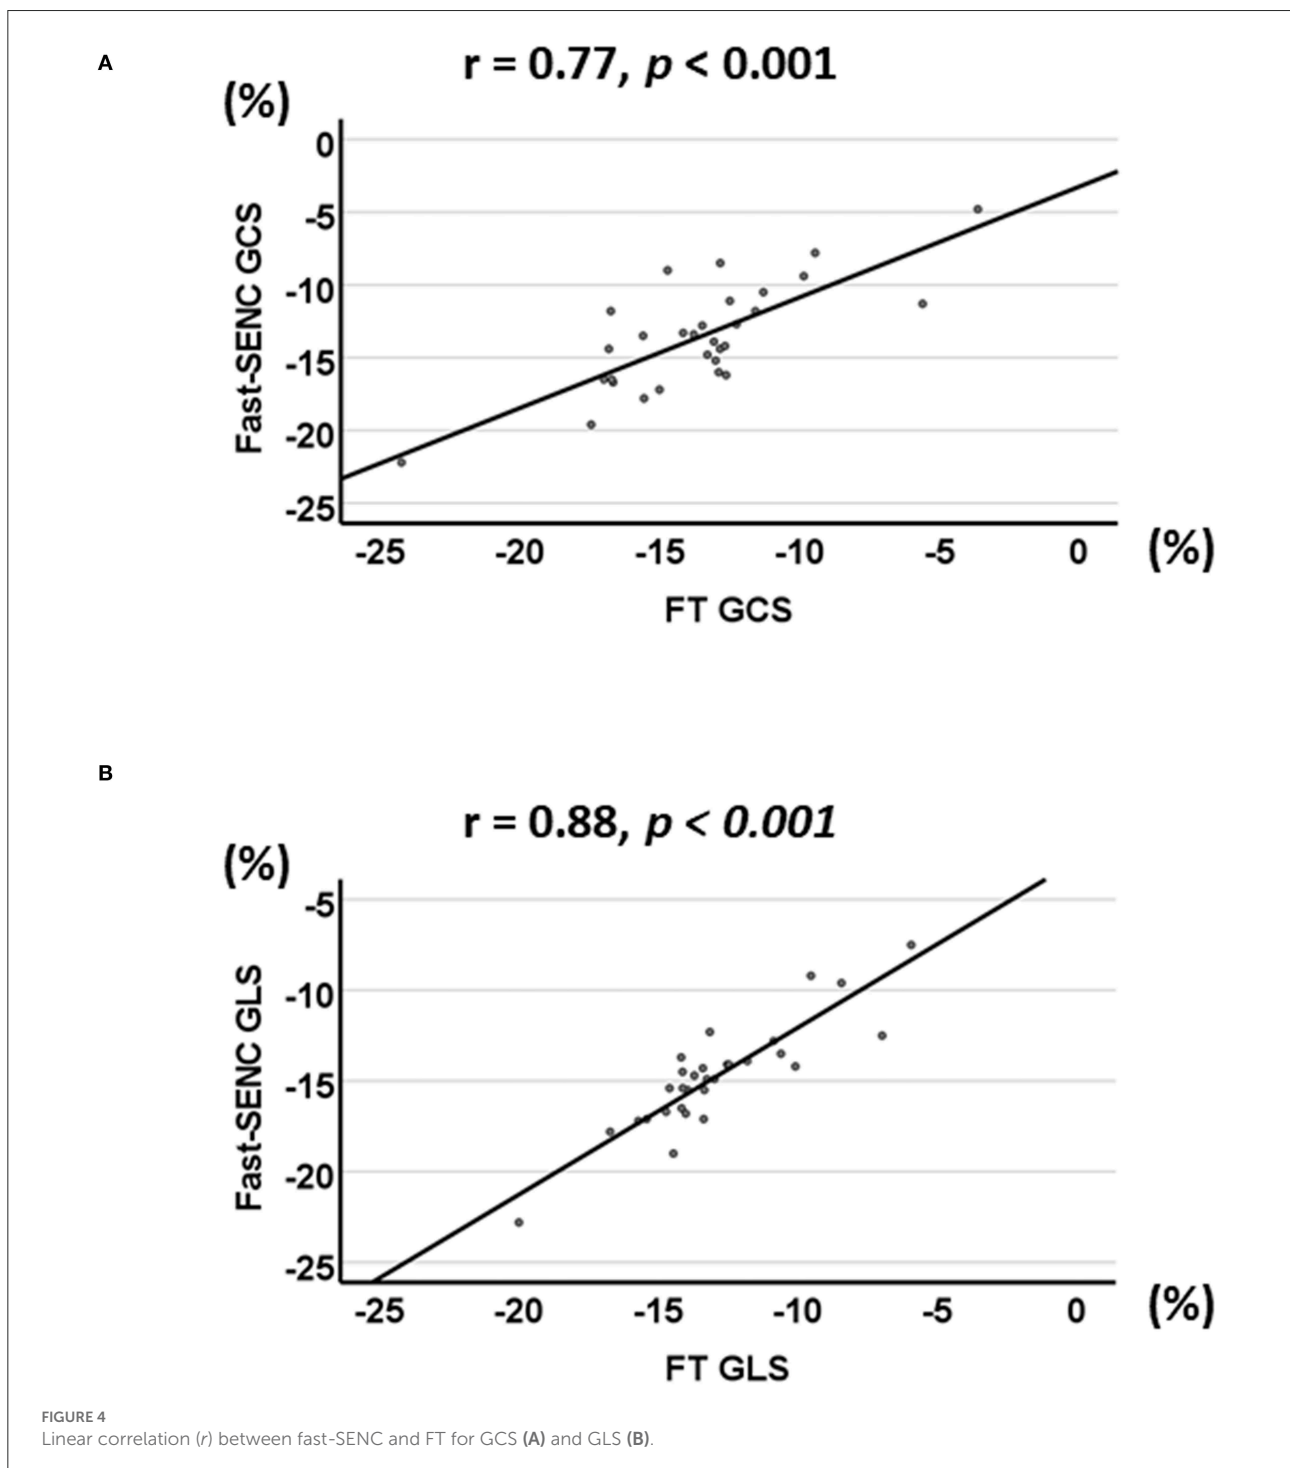 A
r = 0.77, p < 0.001
(%)
0
-5
-10
-15
-20
-25
Fast-SENC GCS
-25 -20 -15 -10 -5 0 (%)
FT GCS
B
r = 0.88, p < 0.001
(%)
-5
-10
-15
-20
-25
Fast-SENC GLS
-25 -20 -15 -10 -5 0 (%)
FT GLS
FIGURE 4
Linear correlation (r) between fast-SENC and FT for GCS (A) and GLS (B).